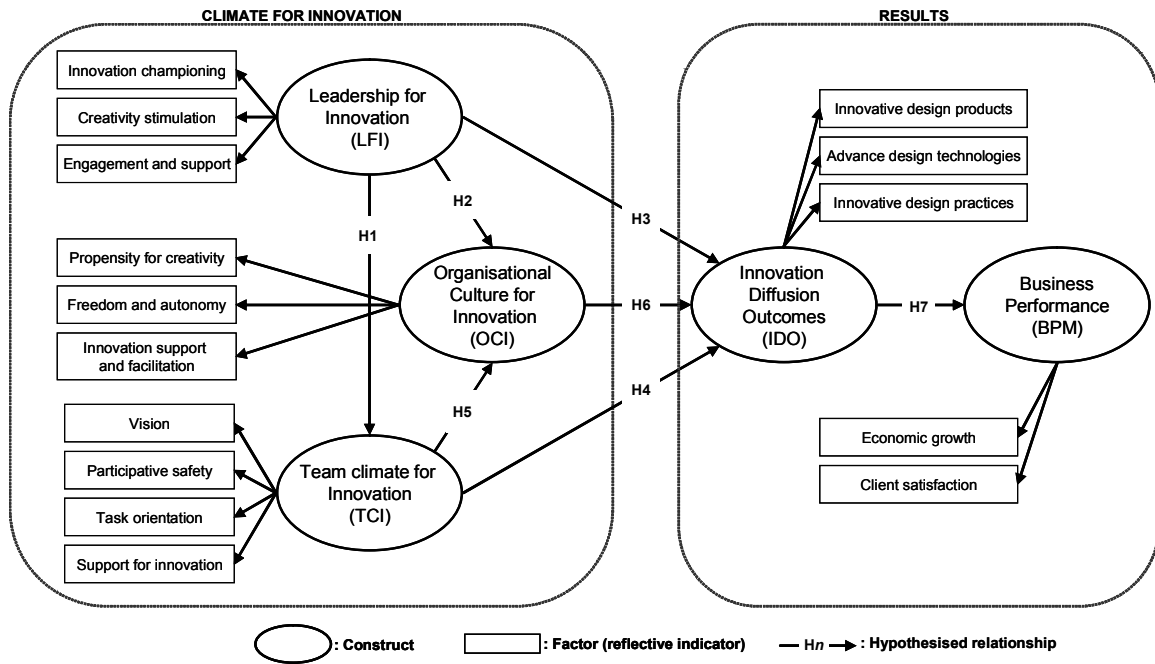 CLIMATE FOR INNOVATION
RESULTS
Innovation championing
Creativity stimulation
Engagement and support
Leadership for
Innovation
(LFI)
H1
H2
H3
Propensity for creativity
Freedom and autonomy
Innovation support
and facilitation
Organisational
Culture for
Innovation
(OCI)
H6
H5
H4
Vision
Participative safety
Task orientation
Support for innovation
Team climate for
Innovation
(TCI)
Innovative design products
Advance design technologies
Innovative design practices
Innovation
Diffusion
Outcomes
(IDO)
H7
Business
Performance
(BPM)
Economic growth
Client satisfaction
: Construct
: Factor (reflective indicator)
Hn
: Hypothesised relationship